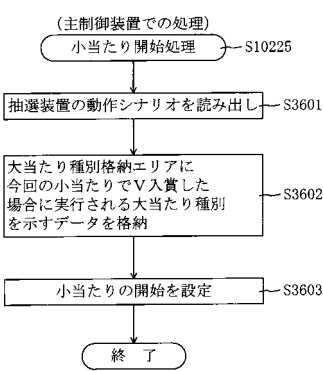 (主制御装置での処理)
小当たり開始処理
S10225
抽選装置の動作シナリオを読み出し
S3601
大当たり種別格納エリアに
今回の小当たりでV入賞した
場合に実行される大当たり種別
を示すデータを格納
S3602
小当たりの開始を設定
S3603
終 了